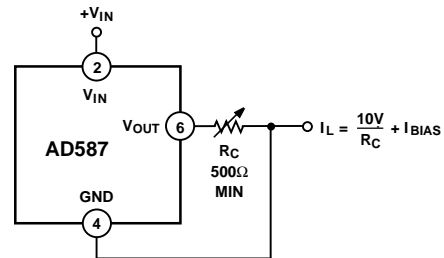 +VIN
2
VIN
VOUT 6
IL = 10V/RC + IBIAS
AD587
RC
500Ω
MIN
GND
4